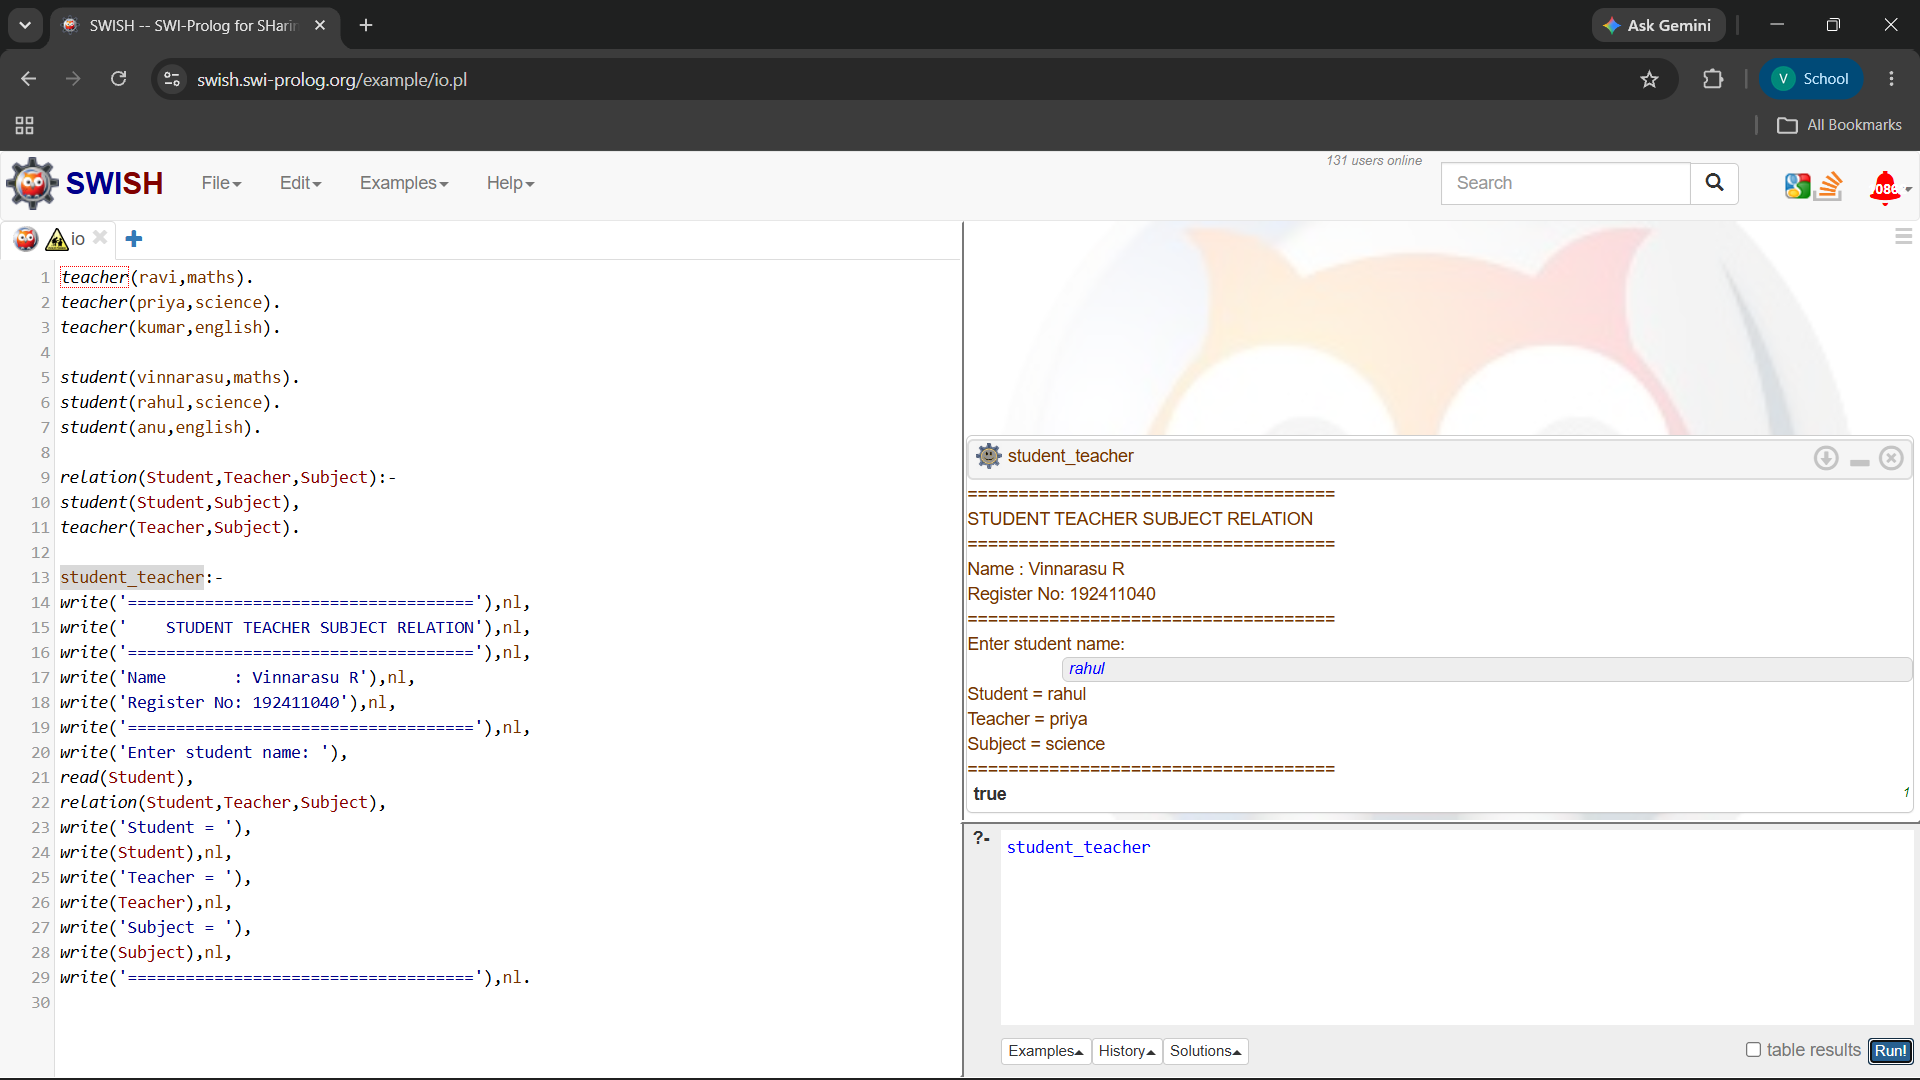 SWISH -- SWI-Prolog for SHarin
Ask Gemini
swish.swi-prolog.org/example/io.pl
V School
All Bookmarks
SWISH
File
Edit
Examples
Help
131 users online
Search
io
1 teacher(ravi,maths).
2 teacher(priya,science).
3 teacher(kumar,english).
4
5 student(vinnarasu,maths).
6 student(rahul,science).
7 student(anu,english).
8
9 relation(Student,Teacher,Subject):-
10 student(Student,Subject),
11 teacher(Teacher,Subject).
12
13 student_teacher:-
14 write('===================================='),nl,
15 write('    STUDENT TEACHER SUBJECT RELATION'),nl,
16 write('===================================='),nl,
17 write('Name       : Vinnarasu R'),nl,
18 write('Register No: 192411040'),nl,
19 write('===================================='),nl,
20 write('Enter student name: '),
21 read(Student),
22 relation(Student,Teacher,Subject),
23 write('Student = '),
24 write(Student),nl,
25 write('Teacher = '),
26 write(Teacher),nl,
27 write('Subject = '),
28 write(Subject),nl,
29 write('===================================='),nl.
30
student_teacher
====================================
STUDENT TEACHER SUBJECT RELATION
====================================
Name : Vinnarasu R
Register No: 192411040
====================================
Enter student name:
rahul
Student = rahul
Teacher = priya
Subject = science
====================================
true
1
?- student_teacher
Examples
History
Solutions
table results
Run!